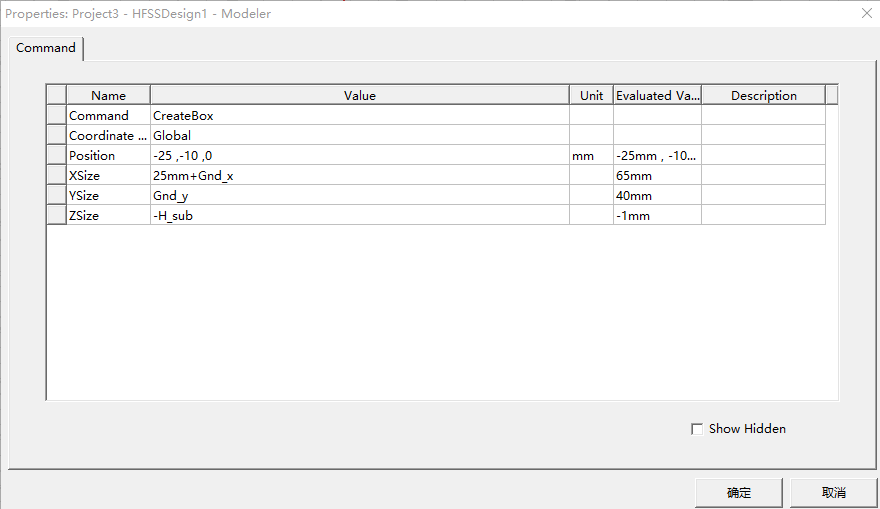 Properties: Project3 - HFSSDesign1 - Modeler
Command
Name Value Unit Evaluated Va... Description
Command CreateBox
Coordinate ... Global
Position -25 ,-10 ,0 mm -25mm , -10...
XSize 25mm+Gnd_x 65mm
YSize Gnd_y 40mm
ZSize -H_sub -1mm
Show Hidden
确定 取消